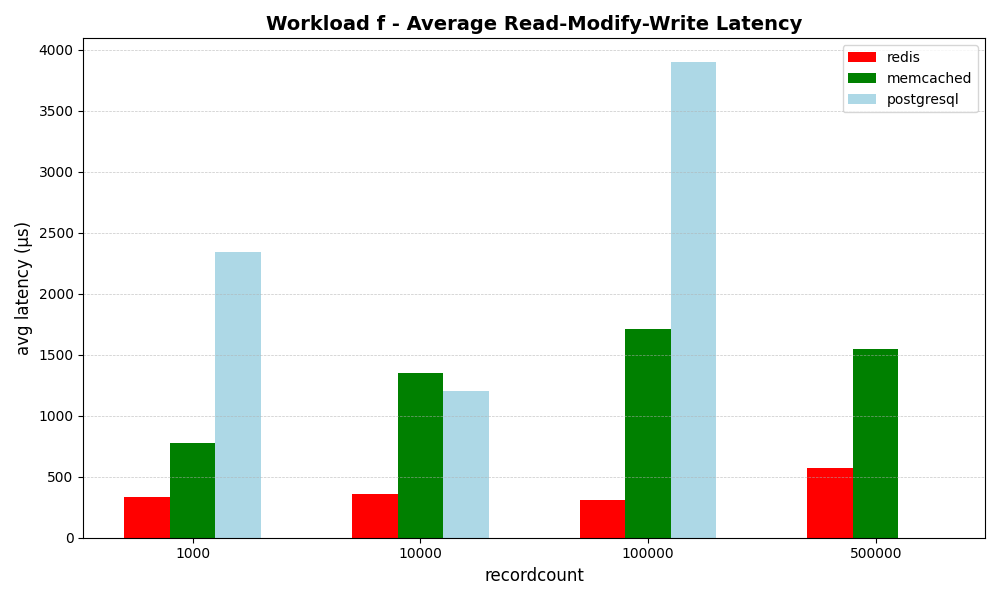 Workload f - Average Read-Modify-Write Latency
4000
3500
3000
2500
2000
1500
1000
500
0
avg latency (µs)
redis
memcached
postgresql
1000
10000
100000
500000
recordcount